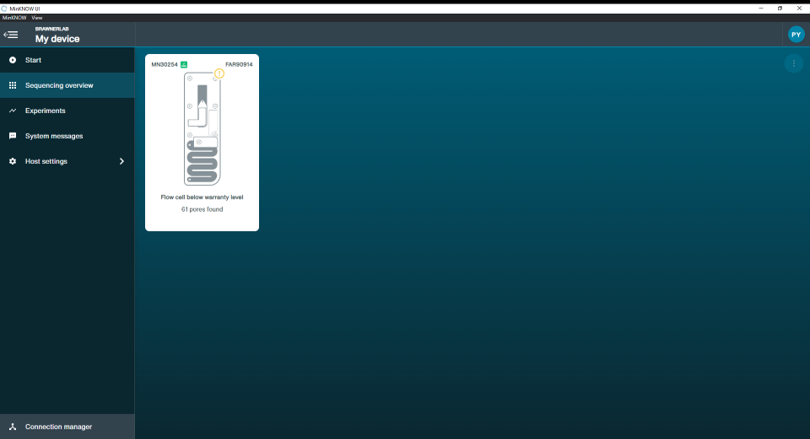 MinKNOW UI
MinKNOW View
BRAWNERLAB
My device
PY
Start
Sequencing overview
Experiments
System messages
Host settings
Connection manager
MN30254 FAR90914
Flow cell below warranty level
61 pores found